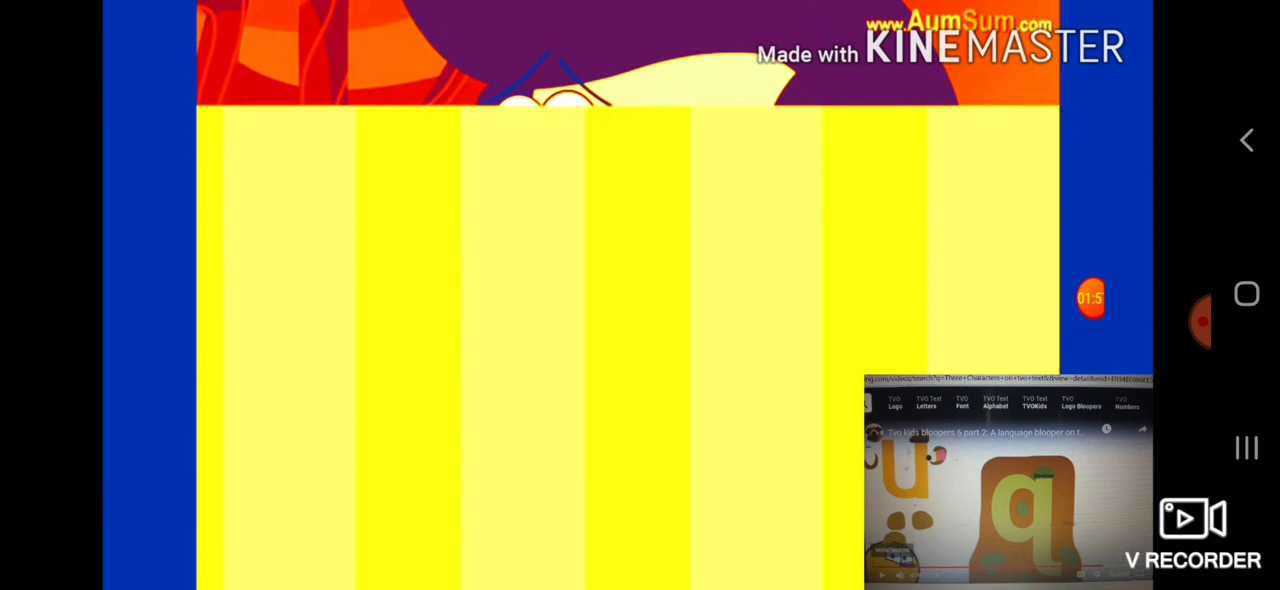 www.AumSum.com
Made with KINEMASTER
01:5
TVO Logo
TVO Text Letters
TVO Font
TVO Text Alphabet
TVO Text TVOKids
TVO Logo Bloopers
TVO Numbers
Tvo kids bloopers 6 part 2: A language blooper on t...
u
q
V RECORDER